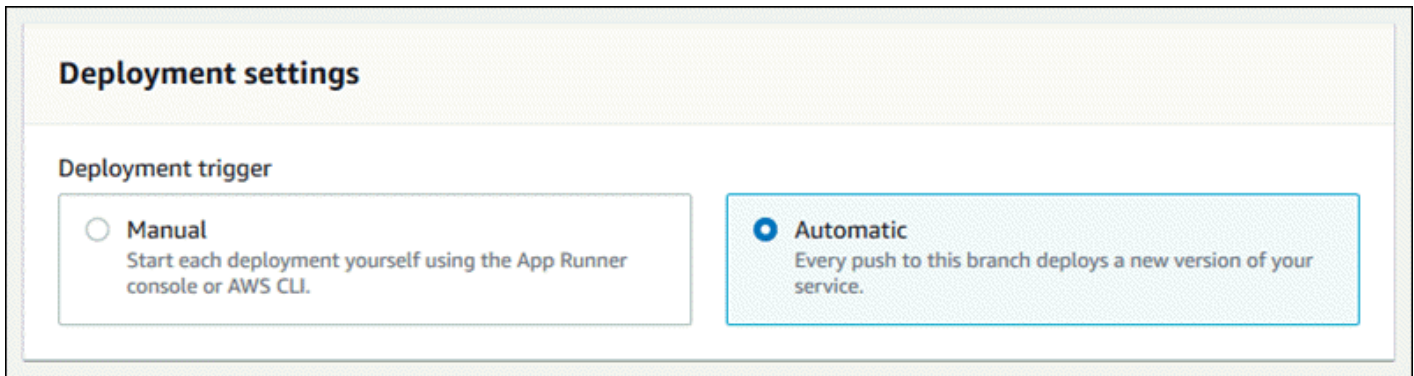 Deployment settings
Deployment trigger
Manual
Start each deployment yourself using the App Runner
console or AWS CLI.
Automatic
Every push to this branch deploys a new version of your
service.